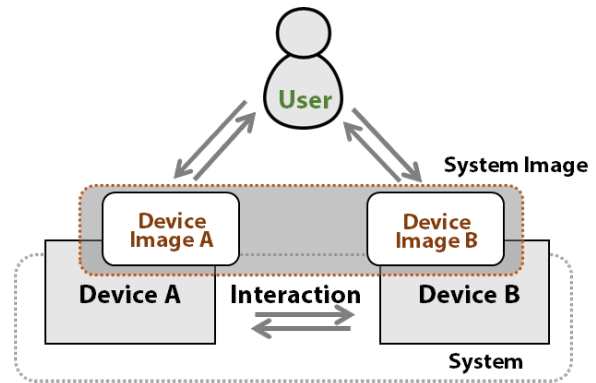 User
System Image
Device
Image A
Device
Image B
Device A
Interaction
Device B
System